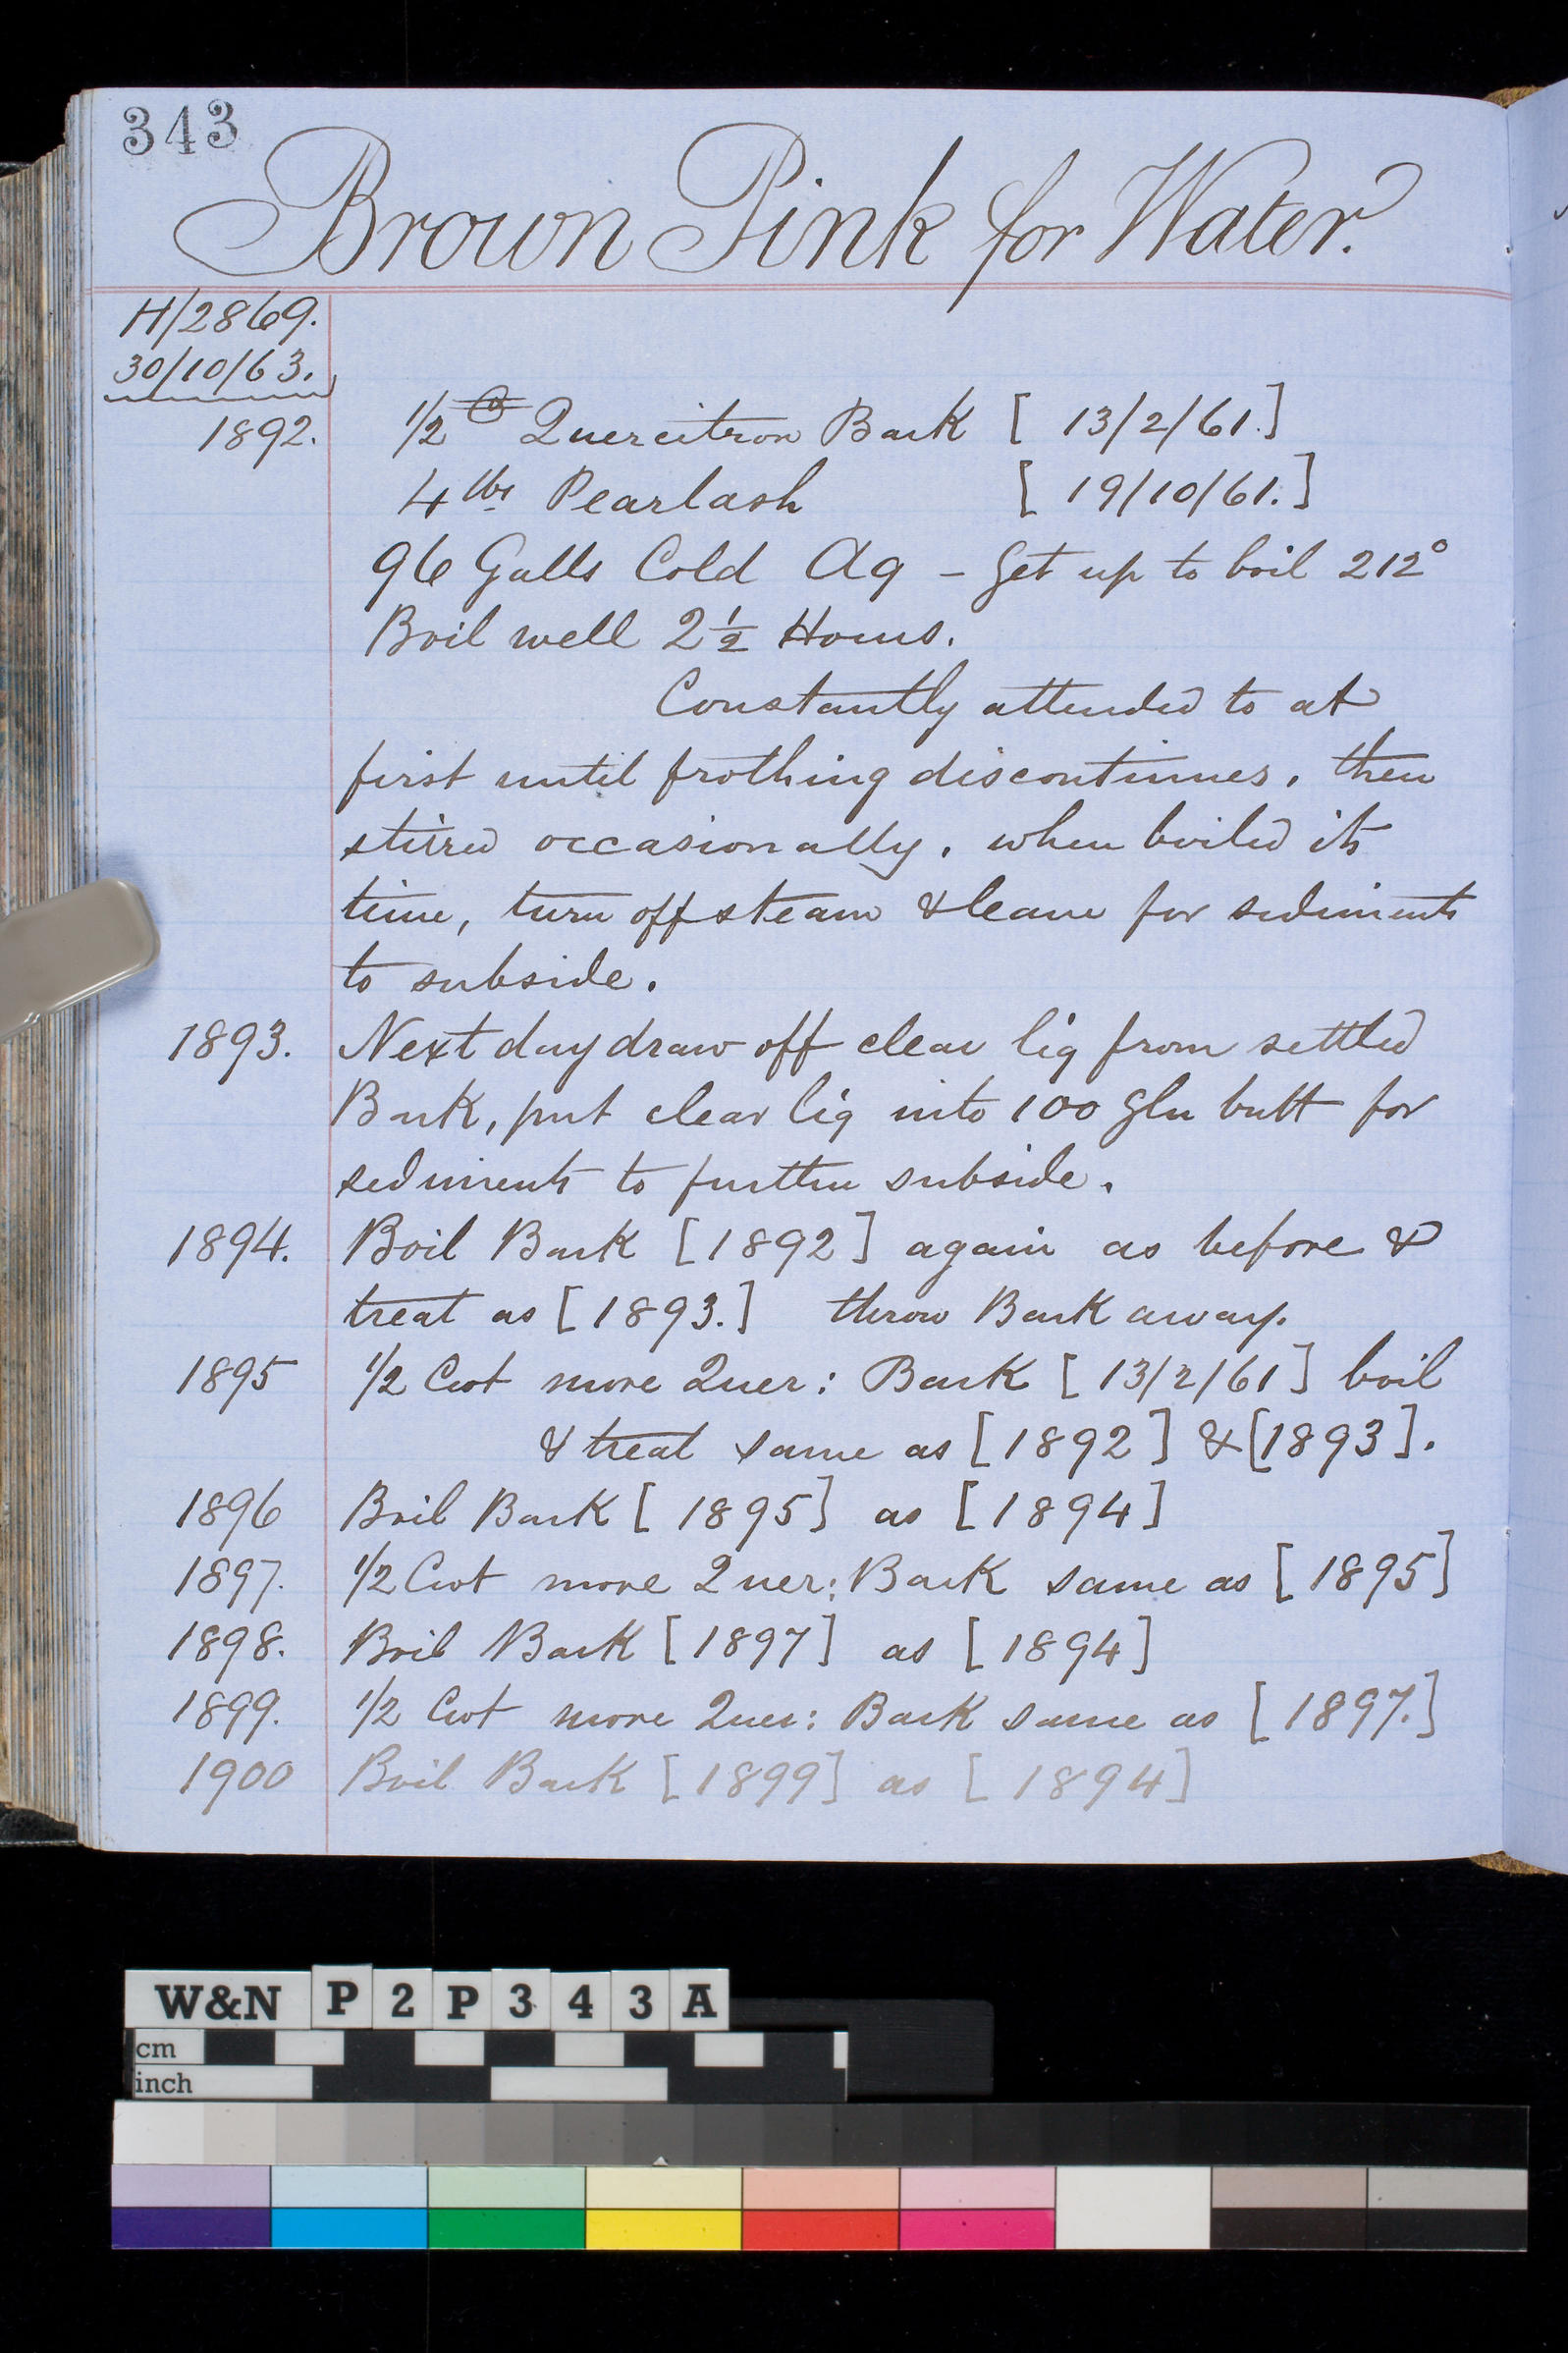 343
Brown Pink for Water.
H/2869.
30/10/63.
1892. 1/2 C Quercitron Bark [ 13/2/61.]
4 lbs Pearlash [ 19/10/61.]
96 Galls Cold Aq - Get up to boil 212°
Boil well 2 1/2 Hours.
Constantly attended to at
first until frothing discontinues, then
stirred occasionally, when boiled its
time, turn off steam & leave for sediments
to subside.
1893. Next day draw off clear liq from settled
Bark, put clear liq into 100 Gln butt for
sediments to further subside.
1894. Boil Bark [1892] again as before &
treat as [1893.] throw Bark away.
1895 1/2 Cwt more Quer: Bark [ 13/2/61 ] boil
& treat same as [1892] & [1893].
1896 Boil Bark [ 1895] as [1894]
1897. 1/2 Cwt more Quer: Bark same as [ 1895]
1898. Boil Bark [1897] as [1894]
1899. 1/2 Cwt more Quer: Bark same as [1897.]
1900 Boil Bark [1899] as [ 1894]
W&N P2P343A
cm
inch